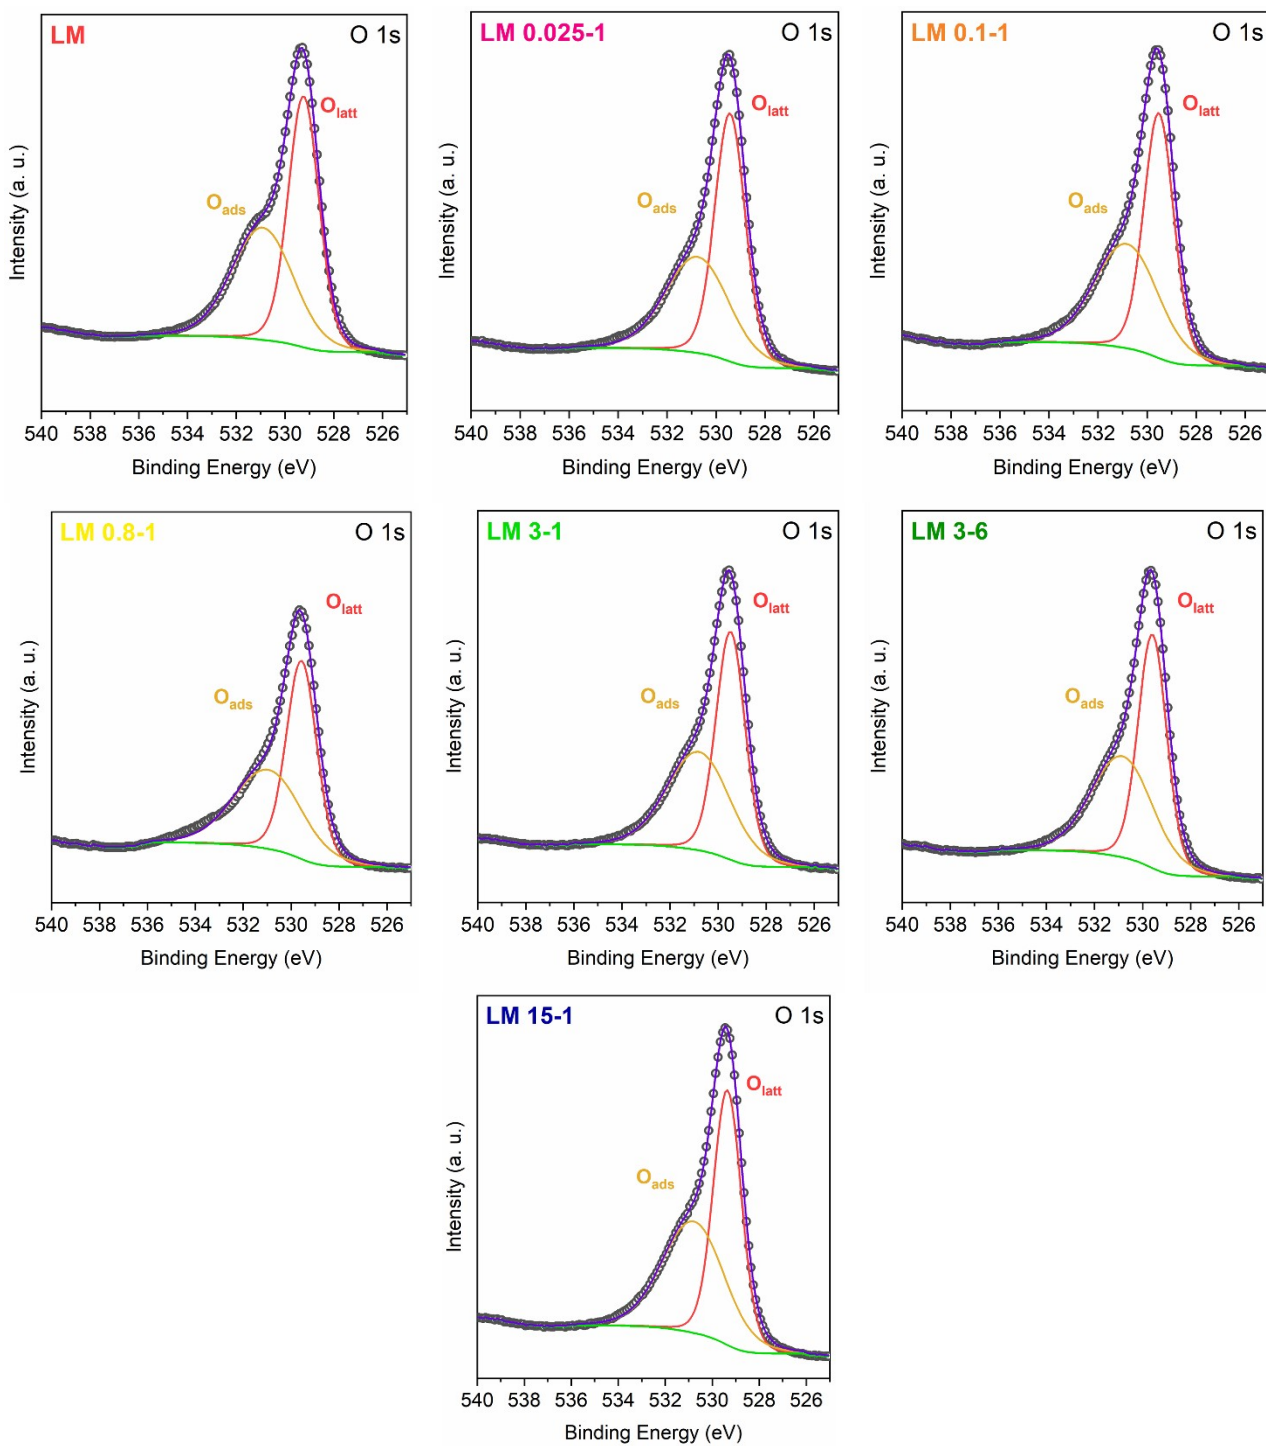 LM
O 1s
O_latt
O_ads
Intensity (a. u.)
540 538 536 534 532 530 528 526
Binding Energy (eV)
LM 0.025-1
O 1s
O_latt
O_ads
Intensity (a. u.)
540 538 536 534 532 530 528 526
Binding Energy (eV)
LM 0.1-1
O 1s
O_latt
O_ads
Intensity (a. u.)
540 538 536 534 532 530 528 526
Binding Energy (eV)
LM 0.8-1
O 1s
O_latt
O_ads
Intensity (a. u.)
540 538 536 534 532 530 528 526
Binding Energy (eV)
LM 3-1
O 1s
O_latt
O_ads
Intensity (a. u.)
540 538 536 534 532 530 528 526
Binding Energy (eV)
LM 3-6
O 1s
O_latt
O_ads
Intensity (a. u.)
540 538 536 534 532 530 528 526
Binding Energy (eV)
LM 15-1
O 1s
O_latt
O_ads
Intensity (a. u.)
540 538 536 534 532 530 528 526
Binding Energy (eV)